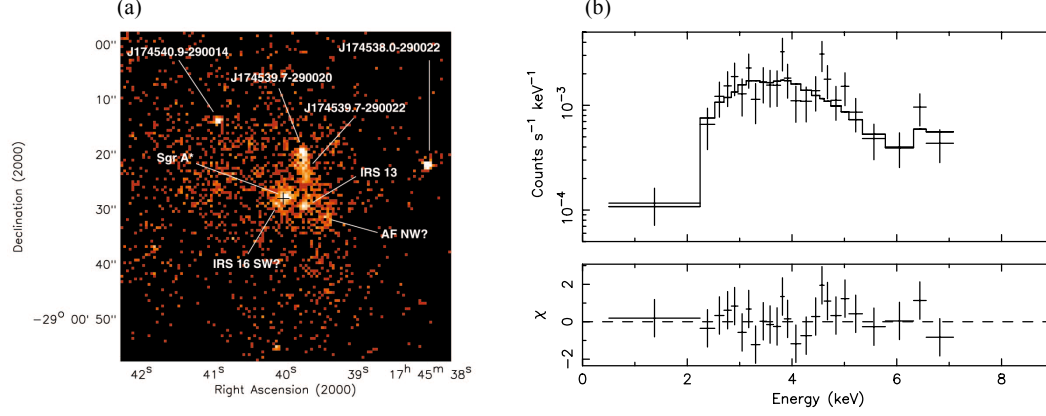 (a)
(b)
J174540.9-290014
J174538.0-290022
J174539.7-290020
J174539.7-290022
Sgr A*
IRS 13
AF NW?
IRS 16 SW?
Declination (2000)
00"
10"
20"
30"
40"
-29° 00' 50"
42ˢ 41ˢ 40ˢ 39ˢ 17ʰ 45ᵐ 38ˢ
Right Ascension (2000)
Counts s⁻¹ keV⁻¹
10⁻³
10⁻⁴
χ
2
0
-2
0 2 4 6 8
Energy (keV)